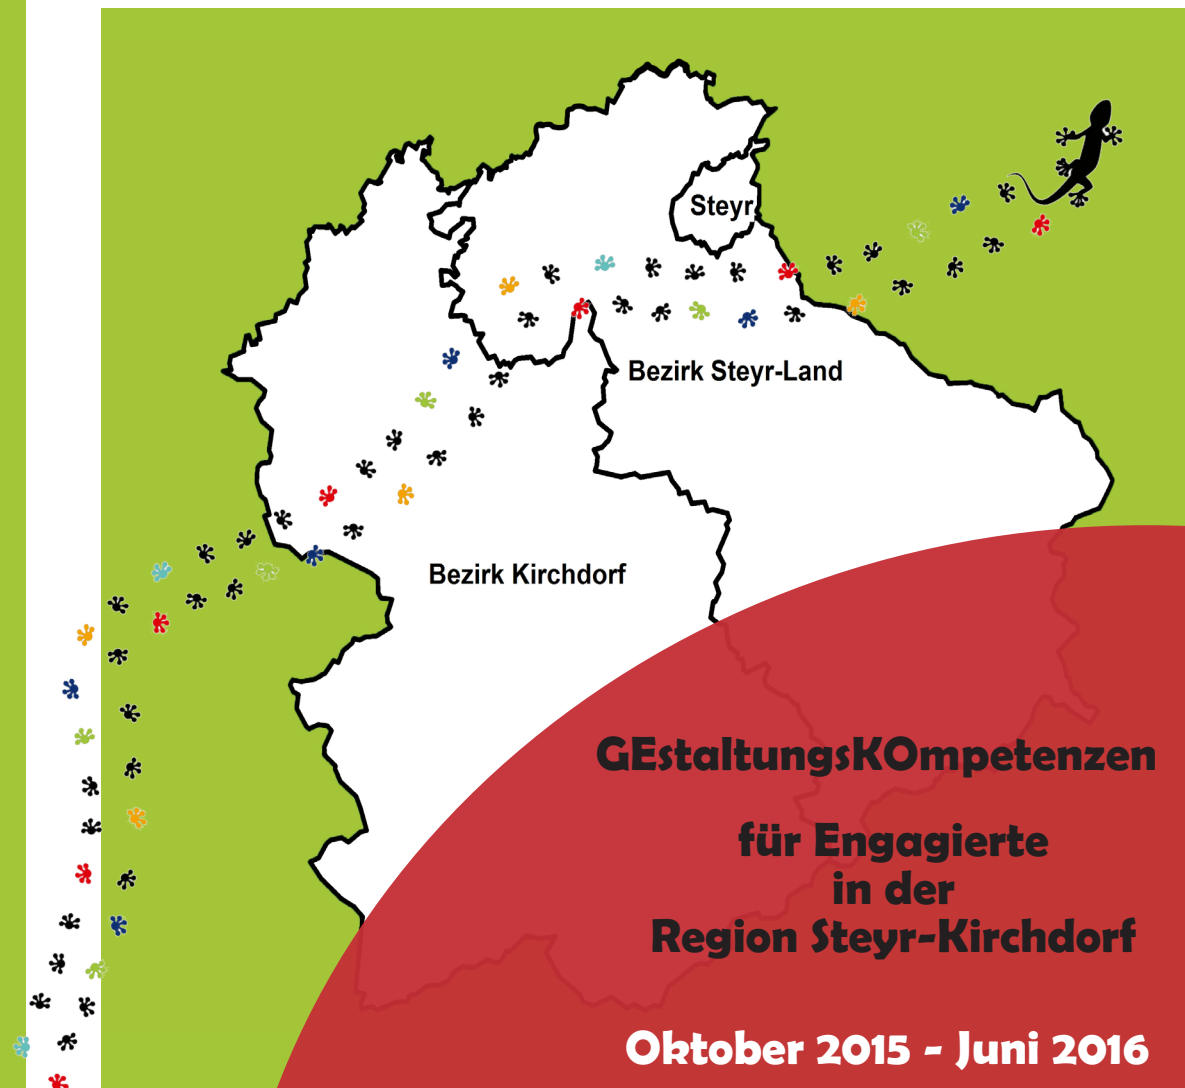 Steyr
Bezirk Steyr-Land
Bezirk Kirchdorf
GEstaltungsKOmpetenzen
für Engagierte
in der
Region Steyr-Kirchdorf
Oktober 2015 - Juni 2016